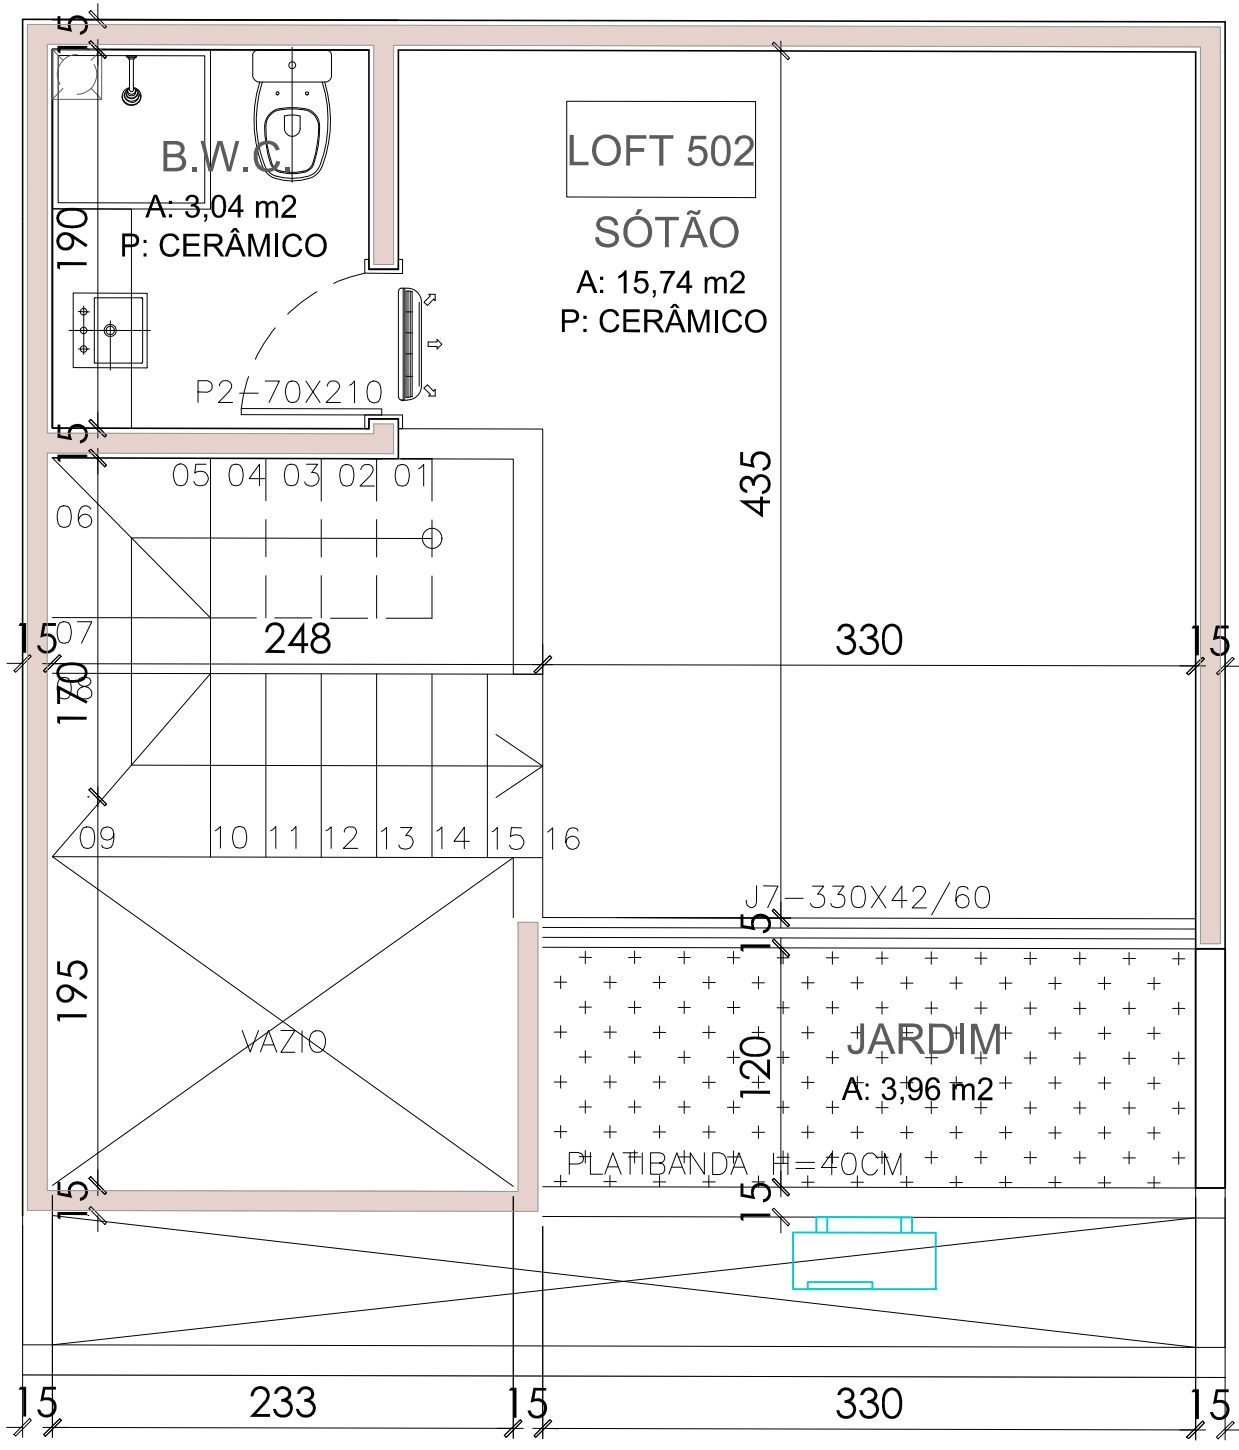 15
B.W.C.
A: 3,04 m2
P: CERÂMICO
190
P2-70X210
15
LOFT 502
SÓTÃO
A: 15,74 m2
P: CERÂMICO
435
05 04 03 02 01
06
07
08
15 248 330 15
170
09 10 11 12 13 14 15 16
J7-330X42/60
15
195
VAZIO
JARDIM
A: 3,96 m2
120
PLATIBANDA H=40CM
15
15
15 233 15 330 15